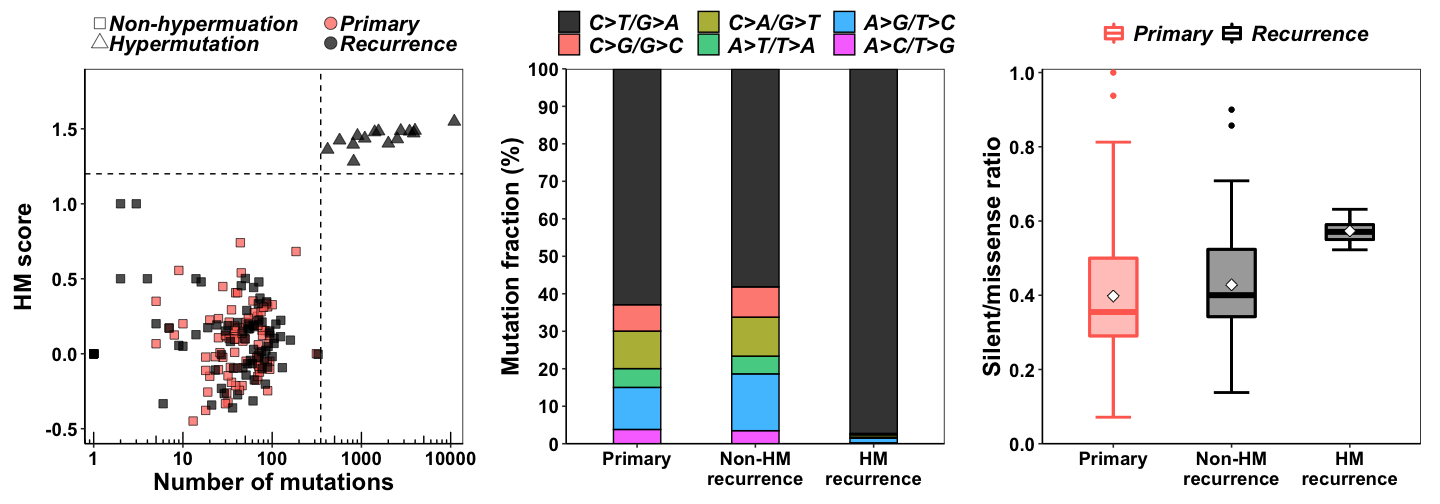 Non-hypermuation Primary
Hypermutation Recurrence
HM score
1.5
1.0
0.5
0.0
-0.5
1 10 100 1000 10000
Number of mutations
C>T/G>A C>A/G>T A>G/T>C
C>G/G>C A>T/T>A A>C/T>G
Mutation fraction (%)
100
90
80
70
60
50
40
30
20
10
0
Primary Non-HM HM
recurrence recurrence
Primary Recurrence
Silent/missense ratio
1.0
0.8
0.6
0.4
0.2
0.0
Primary Non-HM HM
recurrence recurrence